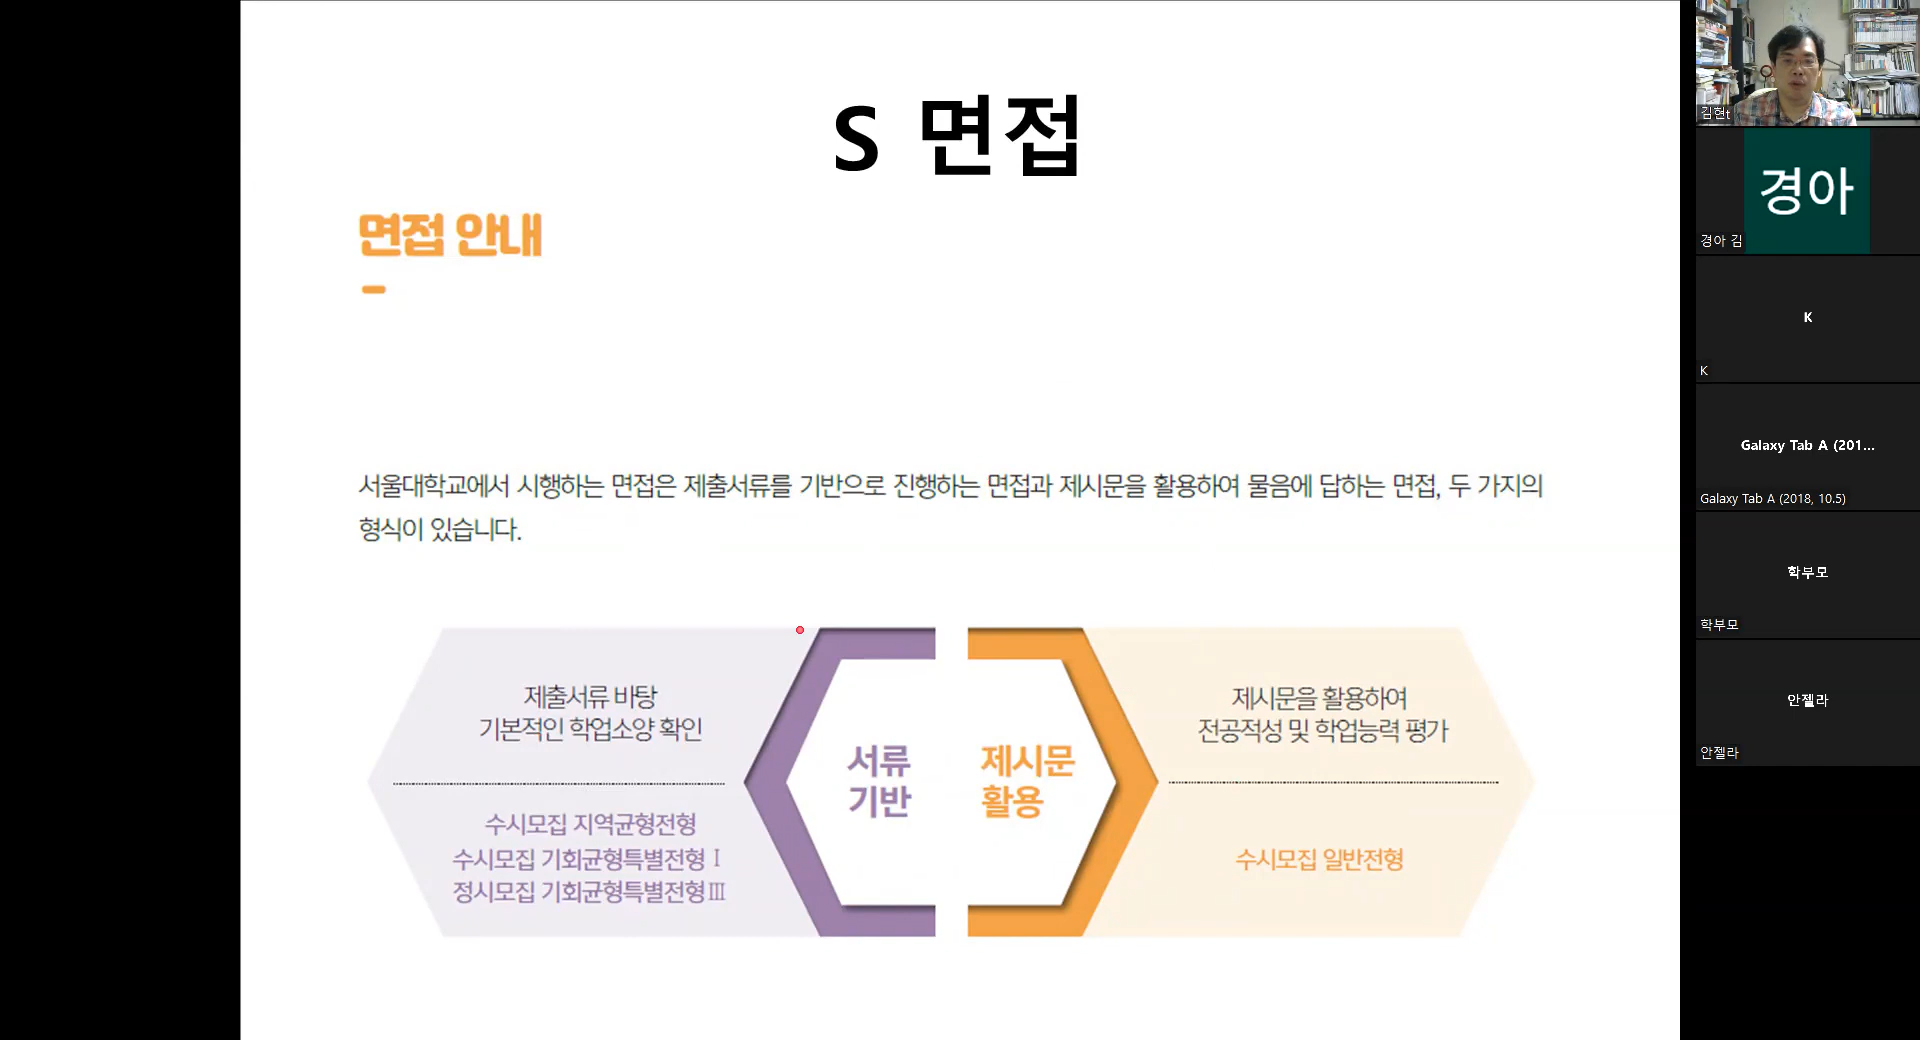 S 면접
면접 안내
서울대학교에서 시행하는 면접은 제출서류를 기반으로 진행하는 면접과 제시문을 활용하여 물음에 답하는 면접, 두 가지의
형식이 있습니다.
제출서류 바탕
기본적인 학업소양 확인
수시모집 지역균형전형
수시모집 기회균형특별전형 Ⅰ
정시모집 기회균형특별전형 Ⅲ
서류
기반
제시문
활용
제시문을 활용하여
전공적성 및 학업능력 평가
수시모집 일반전형
김현t
경아
경아 김
K
K
Galaxy Tab A (201...
Galaxy Tab A (2018, 10.5)
학부모
학부모
안젤라
안젤라